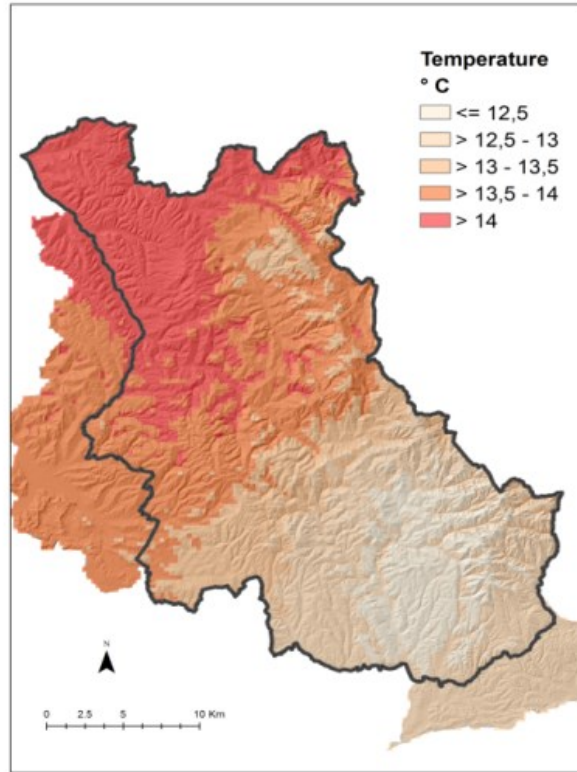 Temperature
° C
<= 12,5
> 12,5 - 13
> 13 - 13,5
> 13,5 - 14
> 14
N
0 2.5 5 10 Km